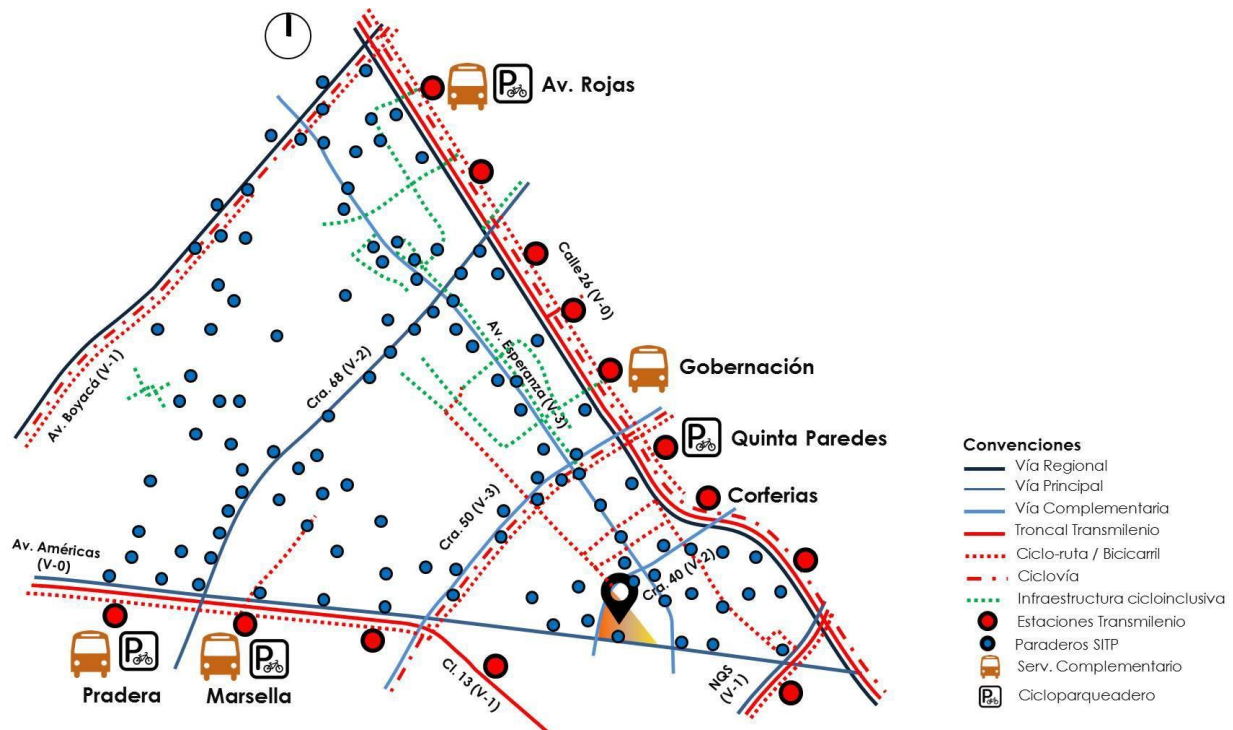 Av. Rojas
Calle 26 (V-0)
Av. Esperanza (V-3)
Cra. 68 (V-2)
Av. Boyacá (V-1)
Gobernación
Quinta Paredes
Corferias
Cra. 50 (V-3)
Av. Américas
(V-0)
Cra. 40 (V-2)
Pradera
Marsella
Cl. 13 (V-1)
NQS
(V-1)
Convenciones
Vía Regional
Vía Principal
Vía Complementaria
Troncal Transmilenio
Ciclo-ruta / Bicicarril
Ciclovía
Infraestructura cicloinclusiva
Estaciones Transmilenio
Paraderos SITP
Serv. Complementario
Cicloparqueadero
P
P
P
P
P